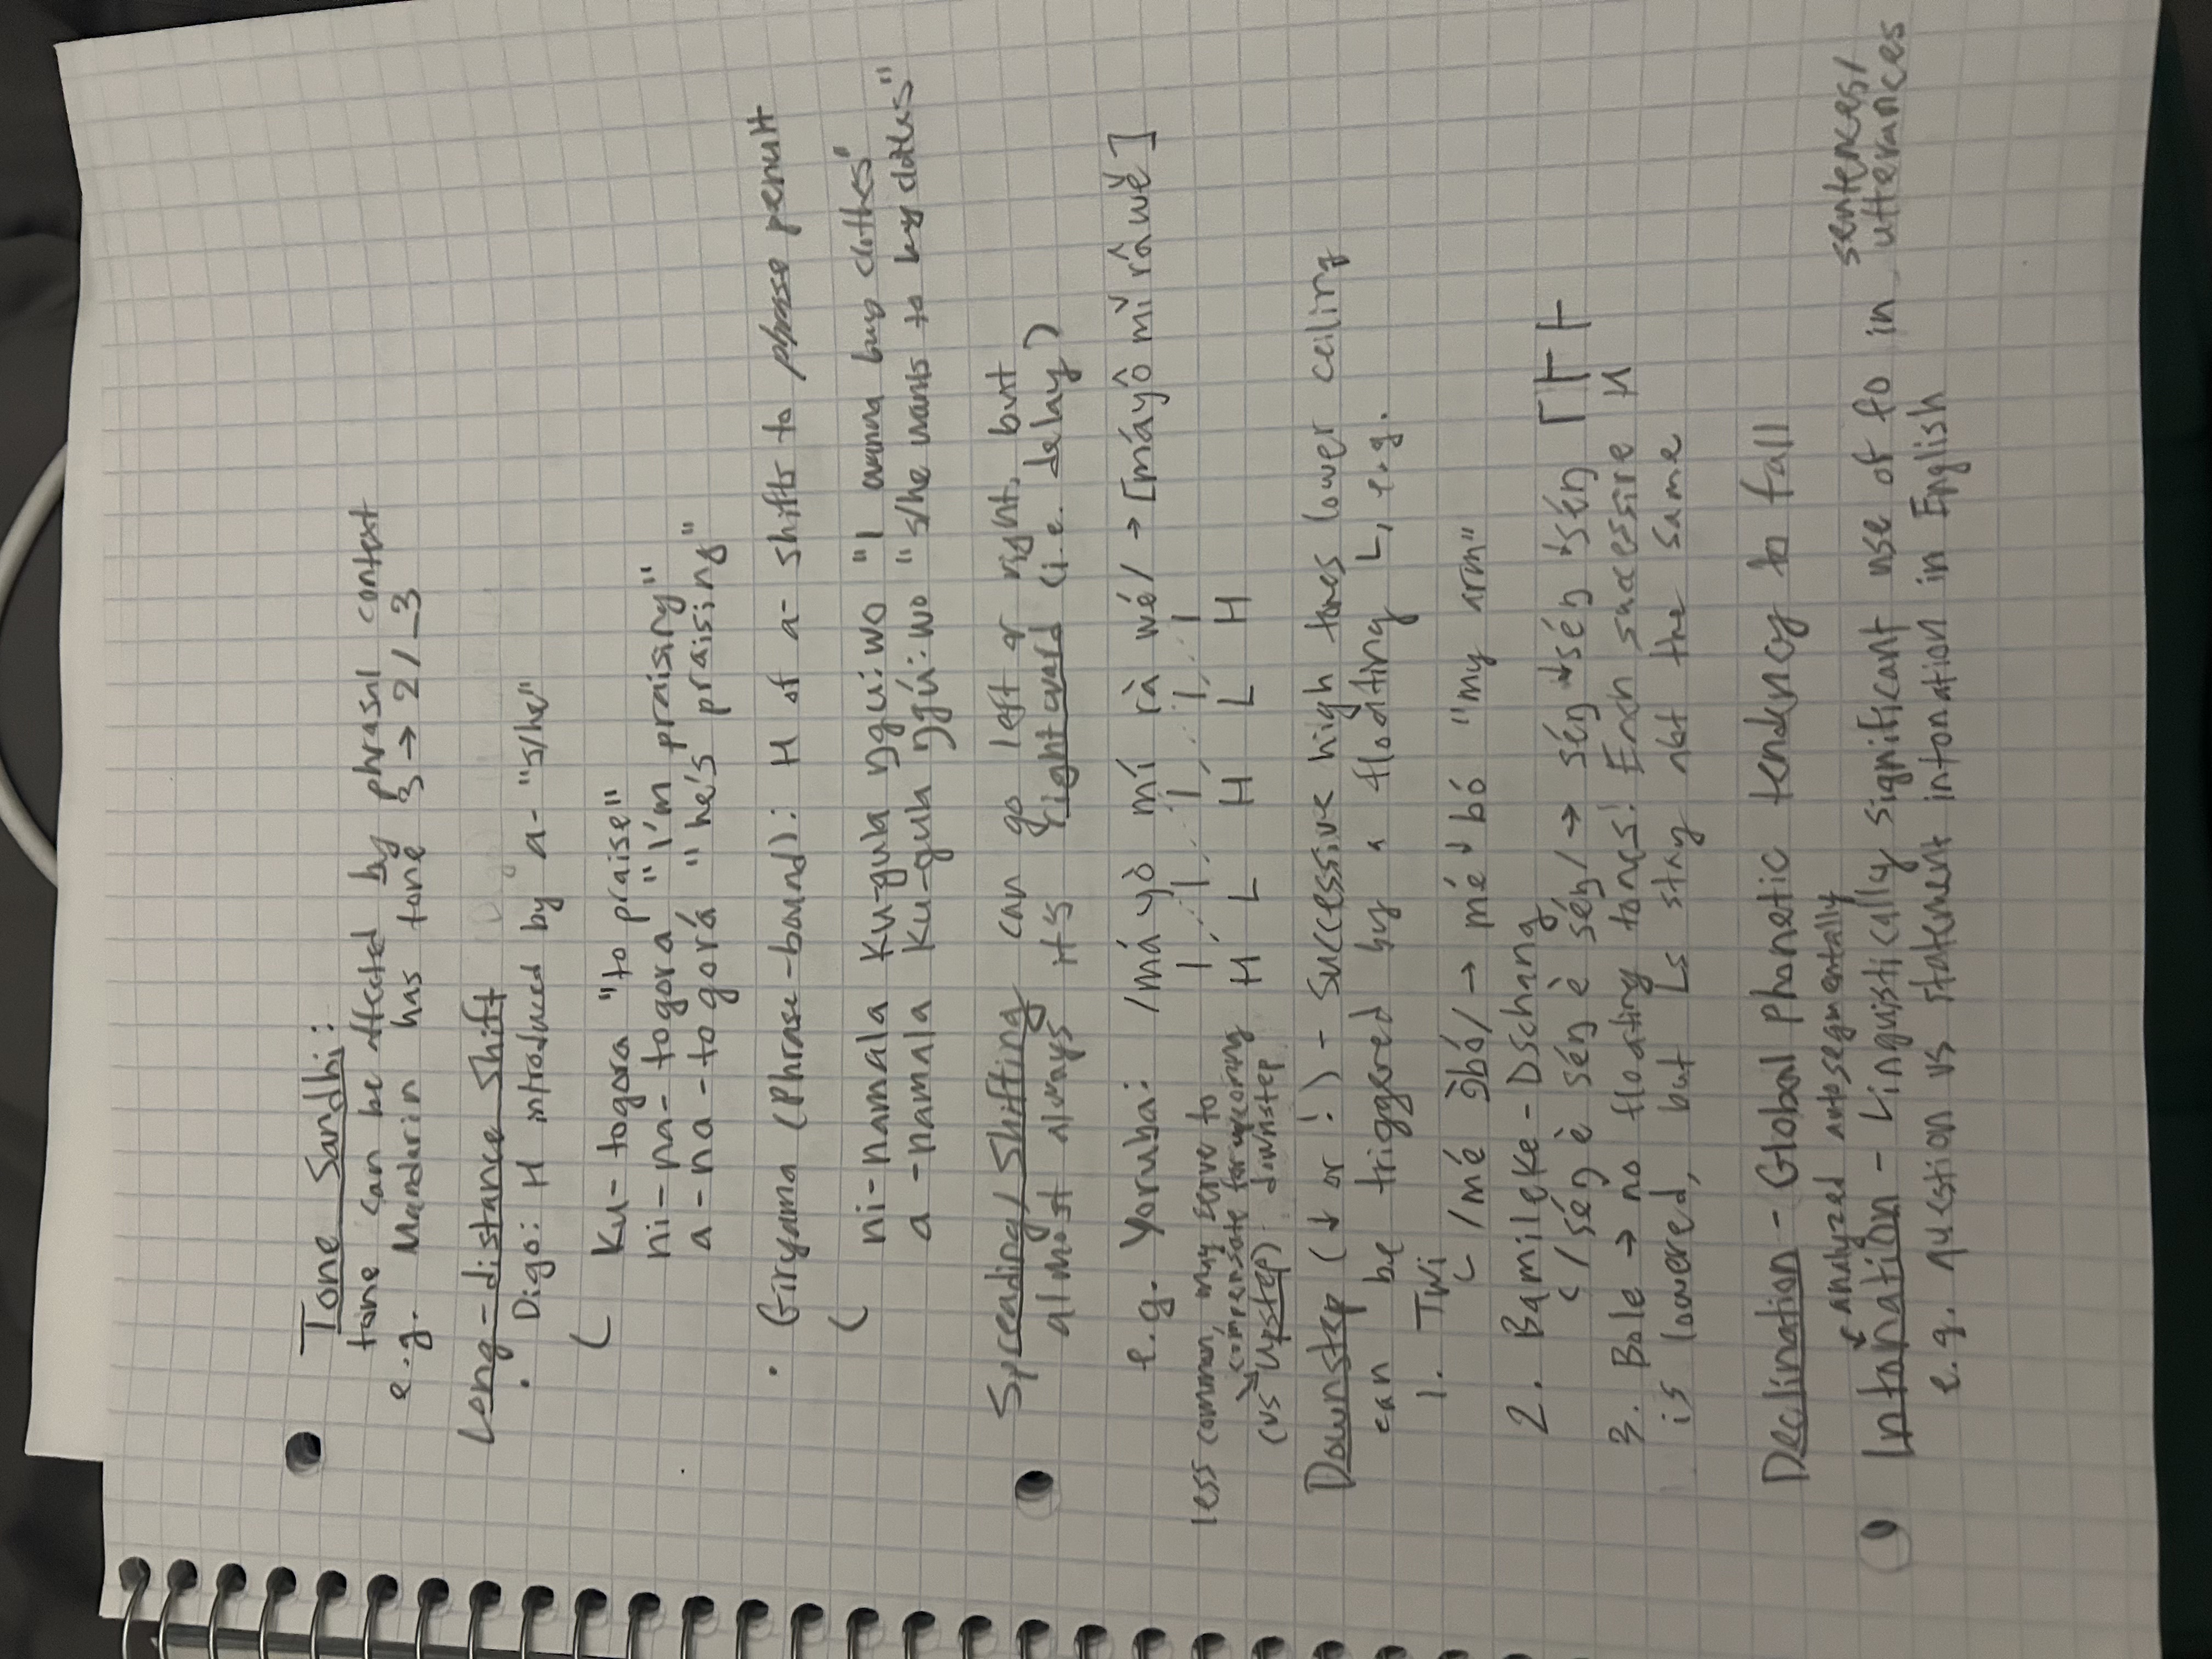 Tone Sandhi:
tone can be affected by phrasal context
e.g. Mandarin has tone 3 → 2 / _3
Long-distance Shift
• Digo: H introduced by a- "s/he"
Ku-togora "to praise"
ni-na-togora "I'm praising"
a-na-togorá "he's praising"
• Giryama (Phrase-bound): H of a- shifts to phrase penult
ni-namala Ku-gula ŋgu:wo "I wanna buy clothes"
a-namala Ku-gula ŋgú:wo "s/he wants to buy clothes"
Spreading/Shifting can go left or right, but
almost always it's rightward (i.e. delay)
e.g. Yoruba: /máyò mí rà wé/ → [máyô mǐ râwě]
H L H L H
less common, may serve to
compensate for upcoming
(vs Upstep) downstep
Downstep (↓ or !) - Successive high tones lower ceiling
can be triggered by a floating L, e.g.
1. Twi
/mé ɔ̀bó/ → mé↓bó "my arm"
2. Bamileke-Dschang
/séŋ è séŋ è séŋ/ → séŋ ↓séŋ ↓séŋ
3. Bole → no floating tones! Each successive H
is lowered, but Ls stay abt the same
Declination - Global phonetic tendency to fall
analyzed autosegmentally
Intonation - Linguistically significant use of f0 in sentences/
utterances
e.g. question vs statement intonation in English